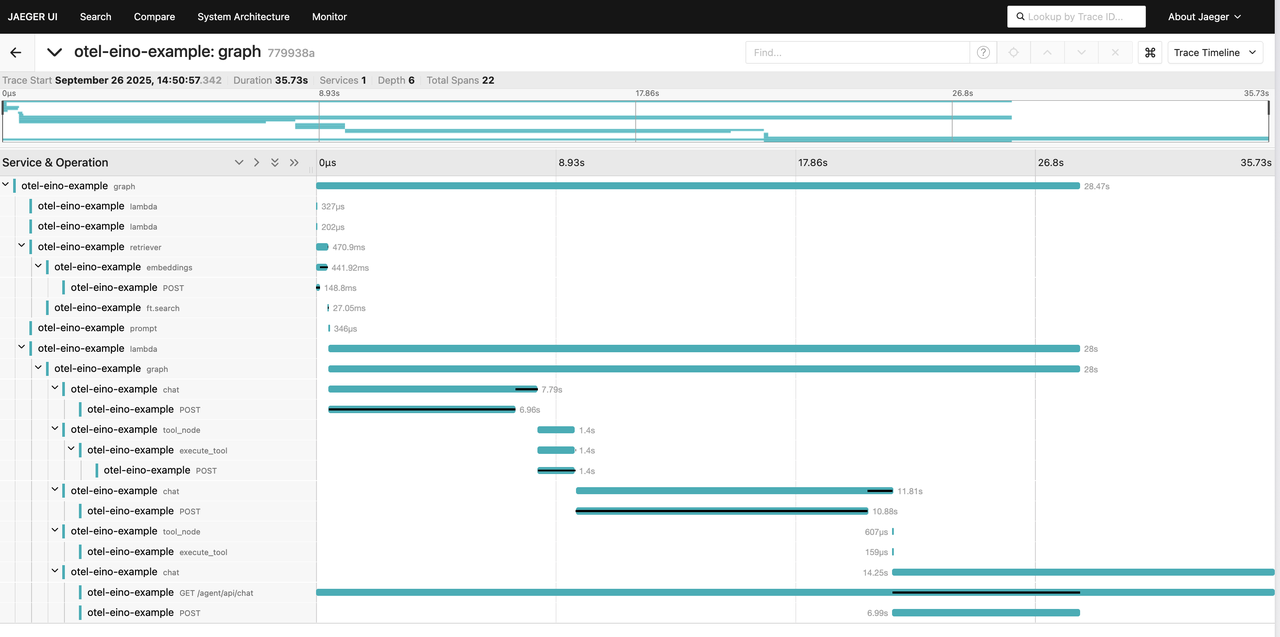 JAEGER UI Search Compare System Architecture Monitor Lookup by Trace ID... About Jaeger
otel-eino-example: graph 779938a Find... Trace Timeline
Trace Start September 26 2025, 14:50:57.342 Duration 35.73s Services 1 Depth 6 Total Spans 22
0μs 8.93s 17.86s 26.8s 35.73s
Service & Operation 0μs 8.93s 17.86s 26.8s 35.73s
otel-eino-example graph 28.47s
otel-eino-example lambda 327μs
otel-eino-example lambda 202μs
otel-eino-example retriever 470.9ms
otel-eino-example embeddings 441.92ms
otel-eino-example POST 148.8ms
otel-eino-example ft.search 27.05ms
otel-eino-example prompt 346μs
otel-eino-example lambda 28s
otel-eino-example graph 28s
otel-eino-example chat 7.79s
otel-eino-example POST 6.96s
otel-eino-example tool_node 1.4s
otel-eino-example execute_tool 1.4s
otel-eino-example POST 1.4s
otel-eino-example chat 11.81s
otel-eino-example POST 10.88s
otel-eino-example tool_node 607μs
otel-eino-example execute_tool 159μs
otel-eino-example chat 14.25s
otel-eino-example GET /agent/api/chat
otel-eino-example POST 6.99s